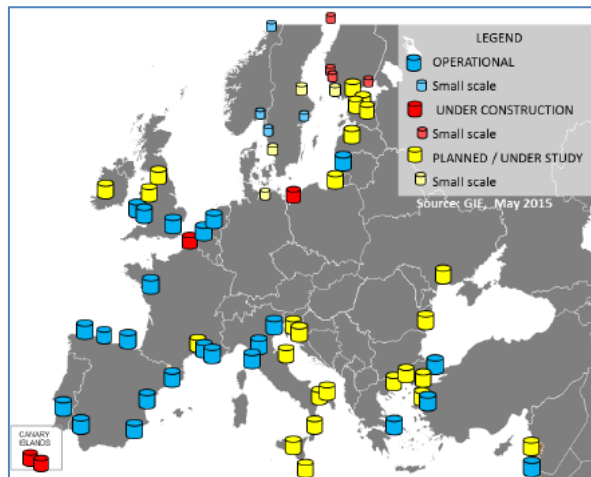 LEGEND
OPERATIONAL
Small scale
UNDER CONSTRUCTION
Small scale
PLANNED / UNDER STUDY
Small scale
Source: GIE, May 2015
CANARY
ISLANDS